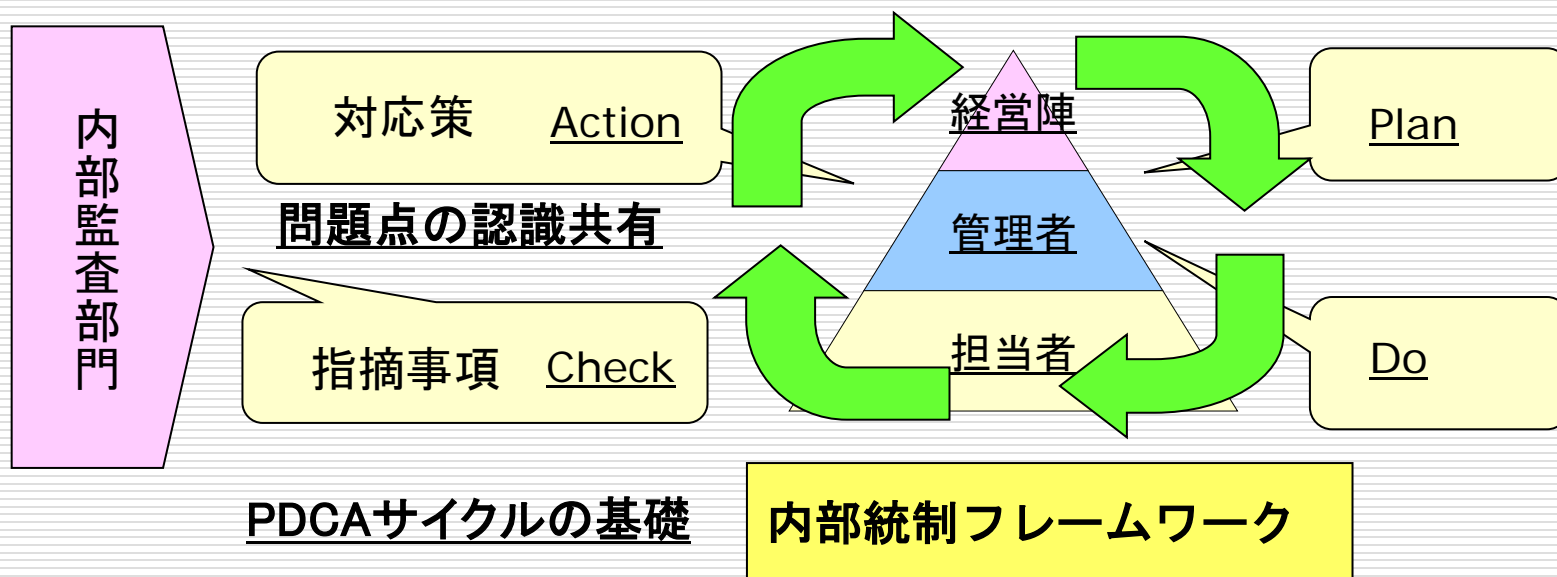 内部監査部門
対応策 Action
問題点の認識共有
指摘事項 Check
経営陣
管理者
担当者
Plan
Do
PDCAサイクルの基礎
内部統制フレームワーク